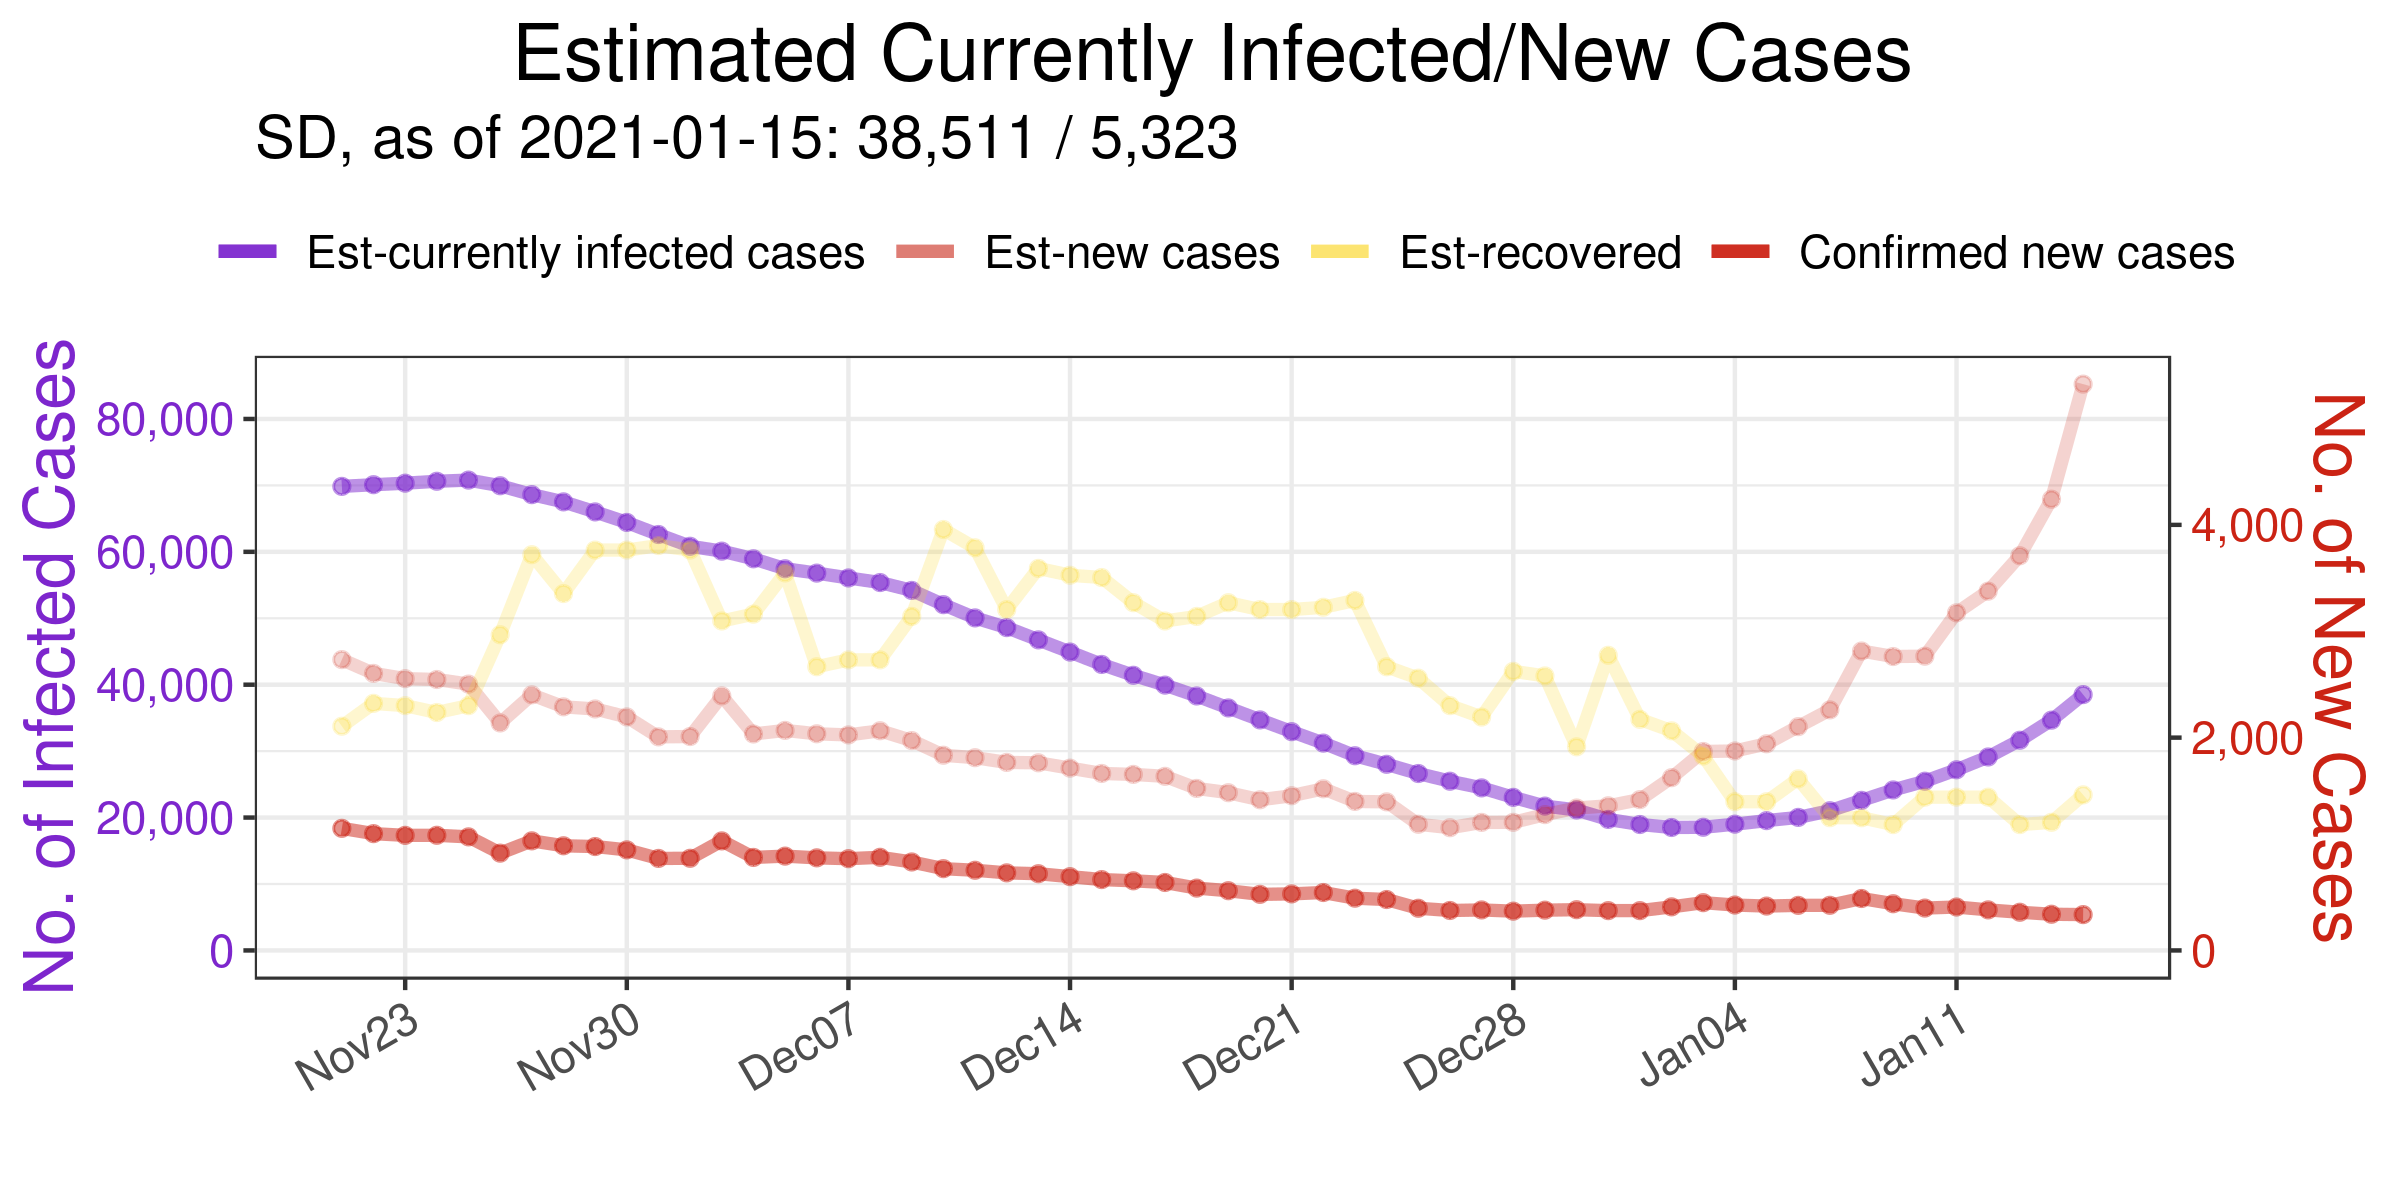 Estimated Currently Infected/New Cases
SD, as of 2021-01-15: 38,511 / 5,323
Est-currently infected cases Est-new cases Est-recovered Confirmed new cases
No. of Infected Cases
80,000
60,000
40,000
20,000
0
4,000
2,000
0
No. of New Cases
Nov23 Nov30 Dec07 Dec14 Dec21 Dec28 Jan04 Jan11